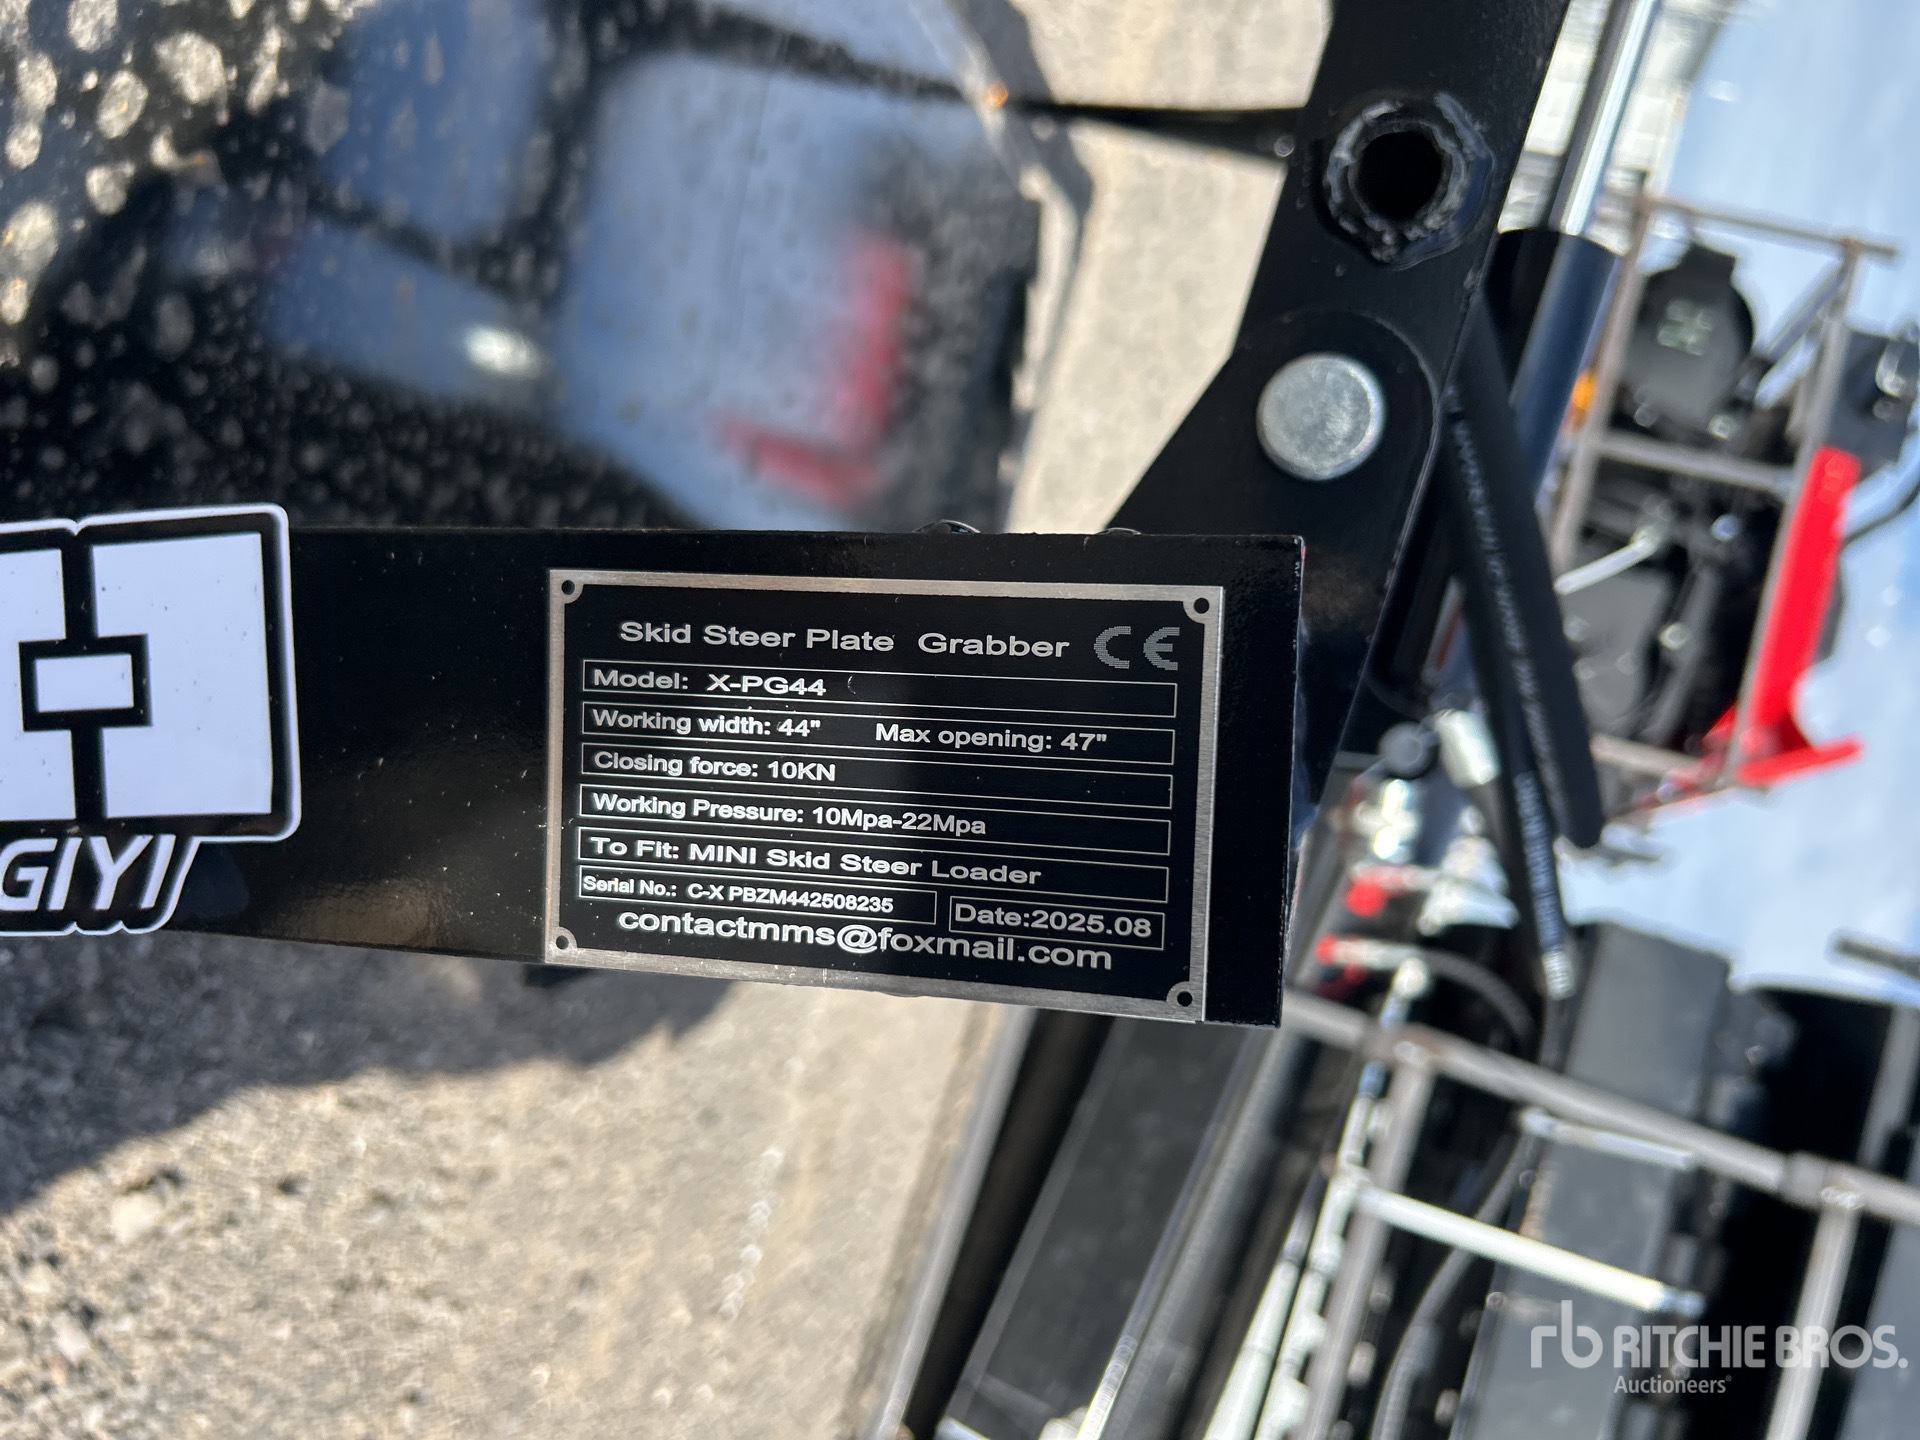 Skid Steer Plate Grabber CE
Model: X-PG44
Working width: 44" Max opening: 47"
Closing force: 10KN
Working Pressure: 10Mpa-22Mpa
To Fit: MINI Skid Steer Loader
Serial No.: C-X PBZM442508235 Date:2025.08
contactmms@foxmail.com
GIYI
rb RITCHIE BROS.
Auctioneers